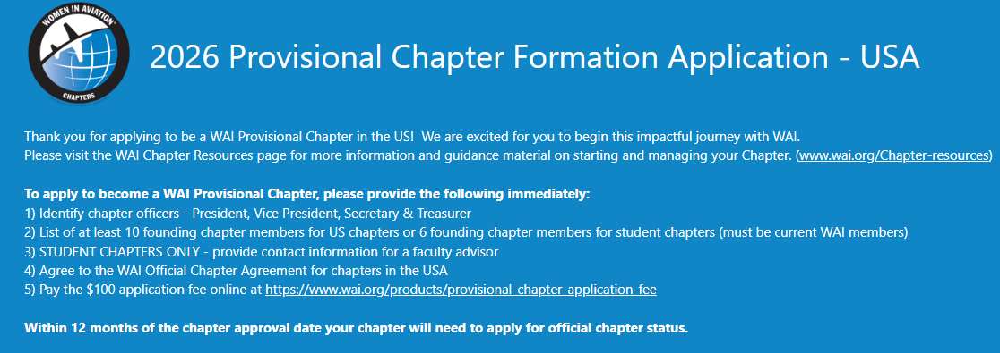 WOMEN IN AVIATION
CHAPTERS
2026 Provisional Chapter Formation Application - USA
Thank you for applying to be a WAI Provisional Chapter in the US!  We are excited for you to begin this impactful journey with WAI.
Please visit the WAI Chapter Resources page for more information and guidance material on starting and managing your Chapter. (www.wai.org/Chapter-resources)
To apply to become a WAI Provisional Chapter, please provide the following immediately:
1) Identify chapter officers - President, Vice President, Secretary & Treasurer
2) List of at least 10 founding chapter members for US chapters or 6 founding chapter members for student chapters (must be current WAI members)
3) STUDENT CHAPTERS ONLY - provide contact information for a faculty advisor
4) Agree to the WAI Official Chapter Agreement for chapters in the USA
5) Pay the $100 application fee online at https://www.wai.org/products/provisional-chapter-application-fee
Within 12 months of the chapter approval date your chapter will need to apply for official chapter status.